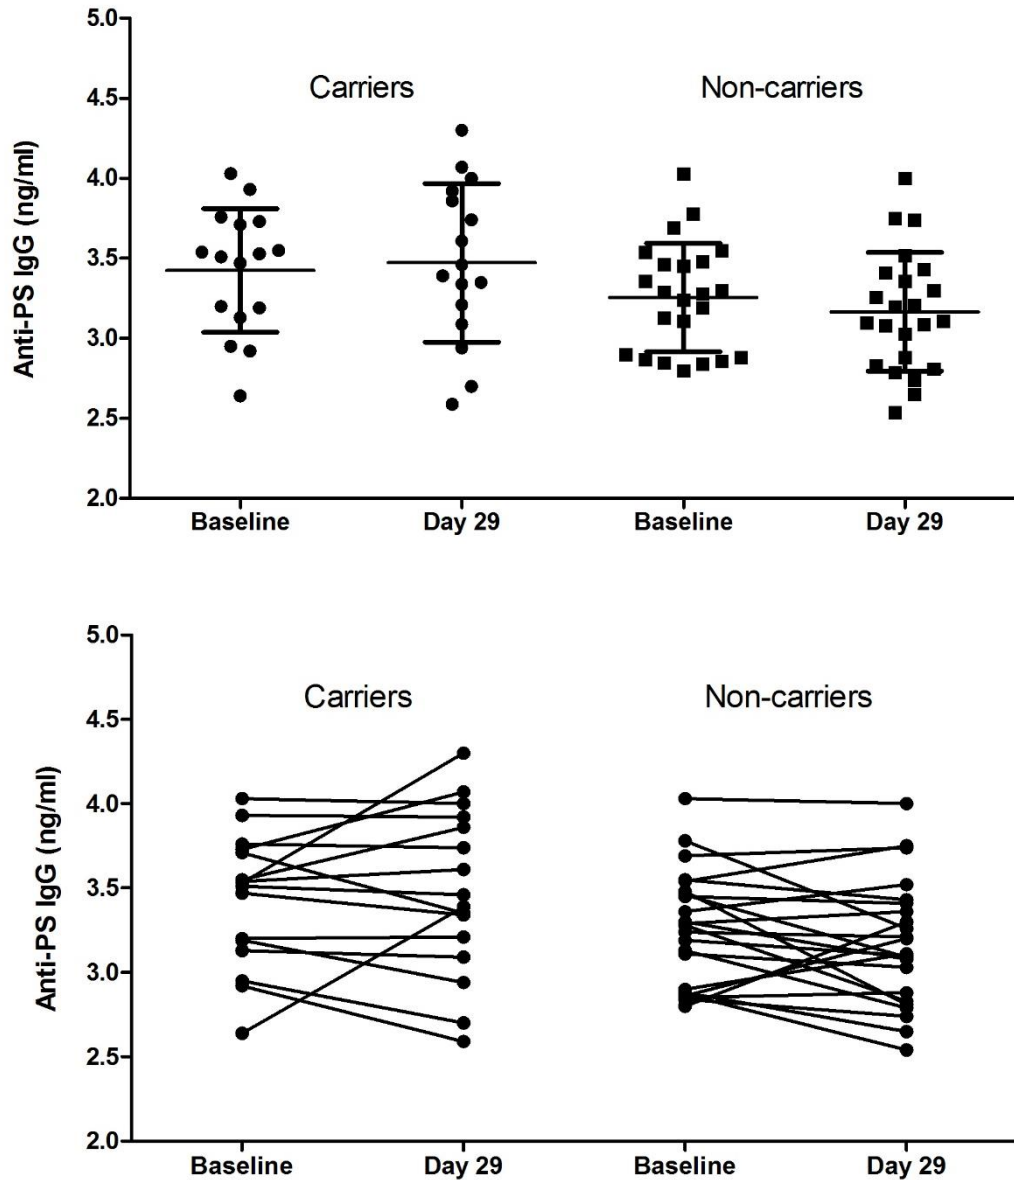 5.0
4.5
4.0
3.5
3.0
2.5
2.0
Anti-PS IgG (ng/ml)
Carriers
Non-carriers
Baseline
Day 29
Baseline
Day 29
5.0
4.5
4.0
3.5
3.0
2.5
2.0
Anti-PS IgG (ng/ml)
Carriers
Non-carriers
Baseline
Day 29
Baseline
Day 29